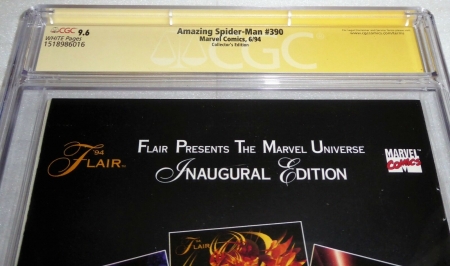 CGC 9.6
WHITE Pages
1518986016
Amazing Spider-Man #390
Marvel Comics, 6/94
Collector's Edition
CGC
'94
FLAIR™
FLAIR PRESENTS THE MARVEL UNIVERSE
INAUGURAL EDITION
MARVEL
COMICS
FLAIR